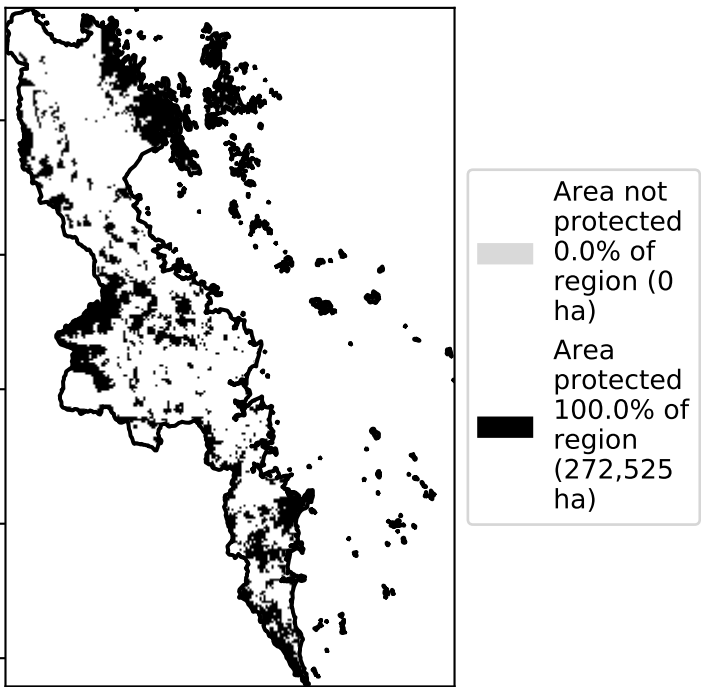 Area not
protected
0.0% of
region (0
ha)
Area
protected
100.0% of
region
(272,525
ha)